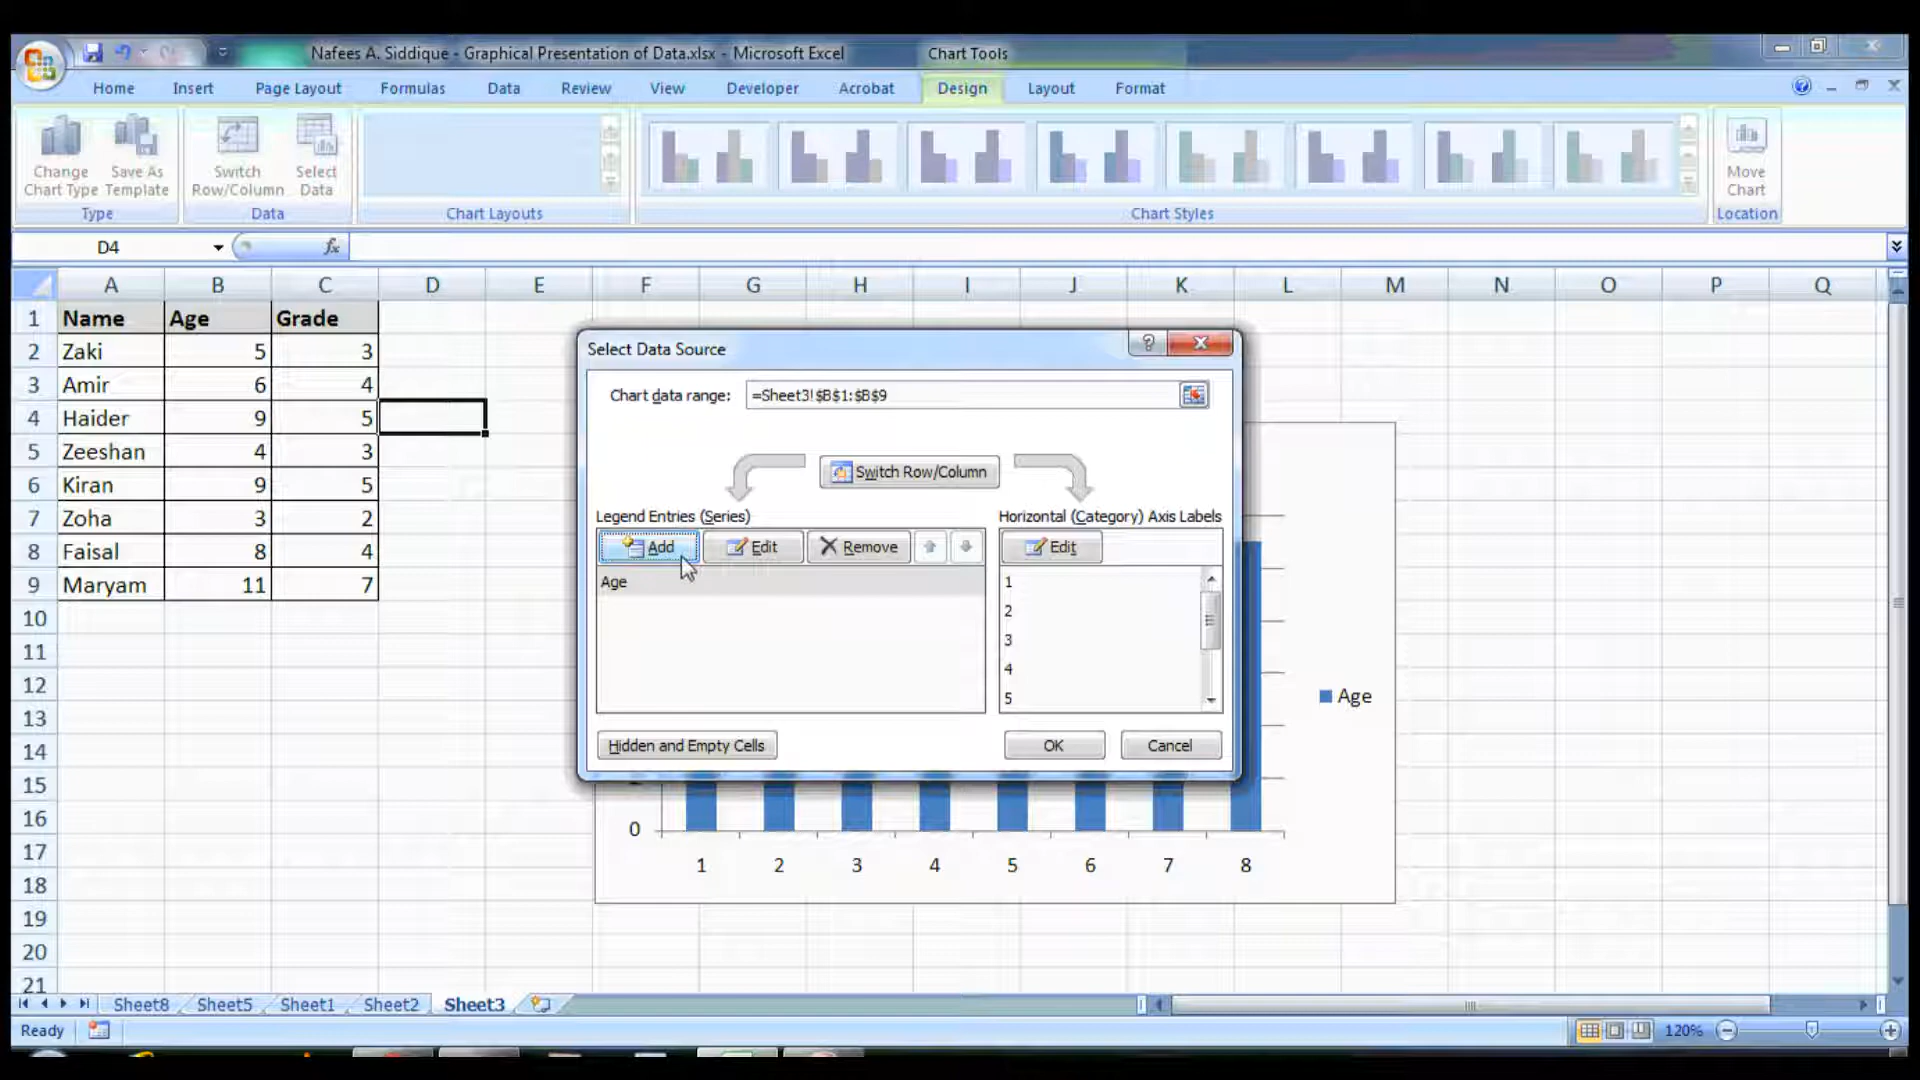 Nafees A. Siddique - Graphical Presentation of Data.xlsx - Microsoft Excel
Chart Tools
Home Insert Page Layout Formulas Data Review View Developer Acrobat Design Layout Format
Change Chart Type
Save As Template
Switch Row/Column
Select Data
Move Chart
Type
Data
Chart Layouts
Chart Styles
Location
D4
fx
A B C D E F G H I J K L M N O P Q
1 Name Age Grade
2 Zaki 5 3
3 Amir 6 4
4 Haider 9 5
5 Zeeshan 4 3
6 Kiran 9 5
7 Zoha 3 2
8 Faisal 8 4
9 Maryam 11 7
10
11
12
13
14
15
16
17
18
19
20
21
Select Data Source
?
Chart data range: =Sheet3!$B$1:$B$9
Switch Row/Column
Legend Entries (Series)
Add Edit Remove
Age
Horizontal (Category) Axis Labels
Edit
1
2
3
4
5
Hidden and Empty Cells
OK
Cancel
Age
0
1 2 3 4 5 6 7 8
Sheet8 Sheet5 Sheet1 Sheet2 Sheet3
Ready
120%